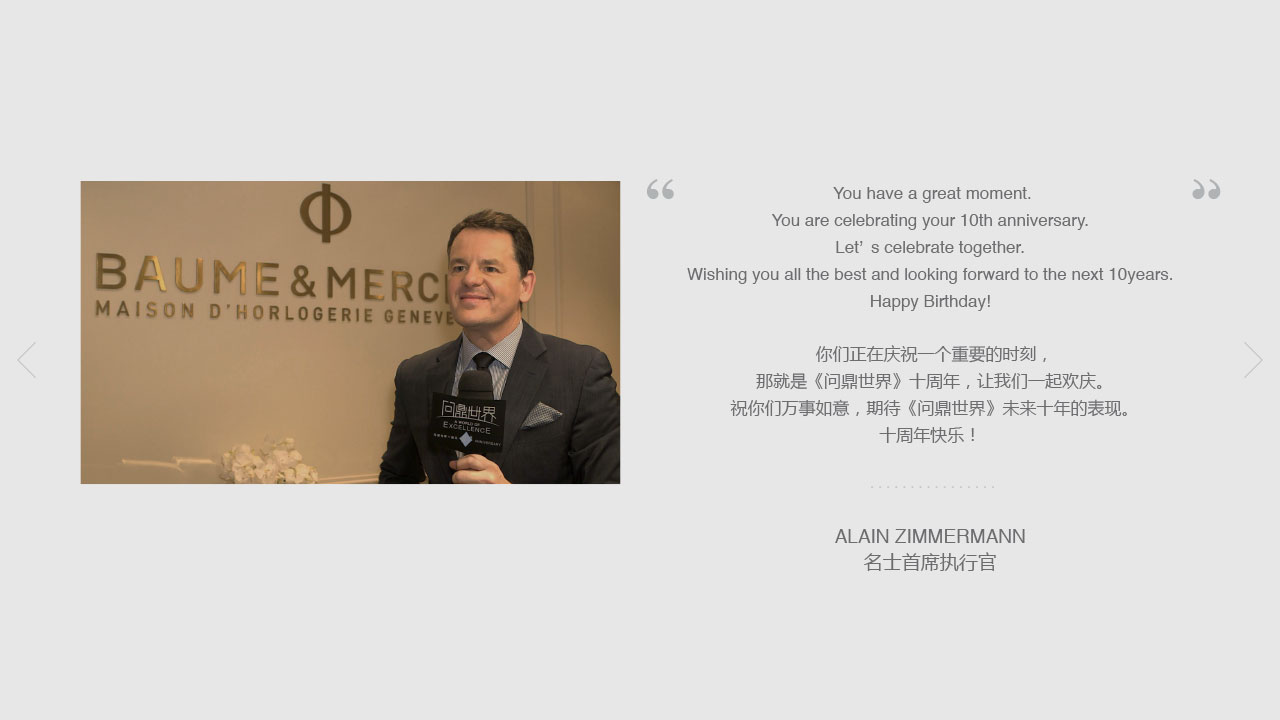 BAUME & MERCI
MAISON D'HORLOGERIE GENEVE
问鼎世界
A WORLD OF
EXCELLENCE
ANNIVERSARY
“ ”
You have a great moment.
You are celebrating your 10th anniversary.
Let’s celebrate together.
Wishing you all the best and looking forward to the next 10years.
Happy Birthday!
你们正在庆祝一个重要的时刻，
那就是《问鼎世界》十周年，让我们一起欢庆。
祝你们万事如意，期待《问鼎世界》未来十年的表现。
十周年快乐！
ALAIN ZIMMERMANN
名士首席执行官